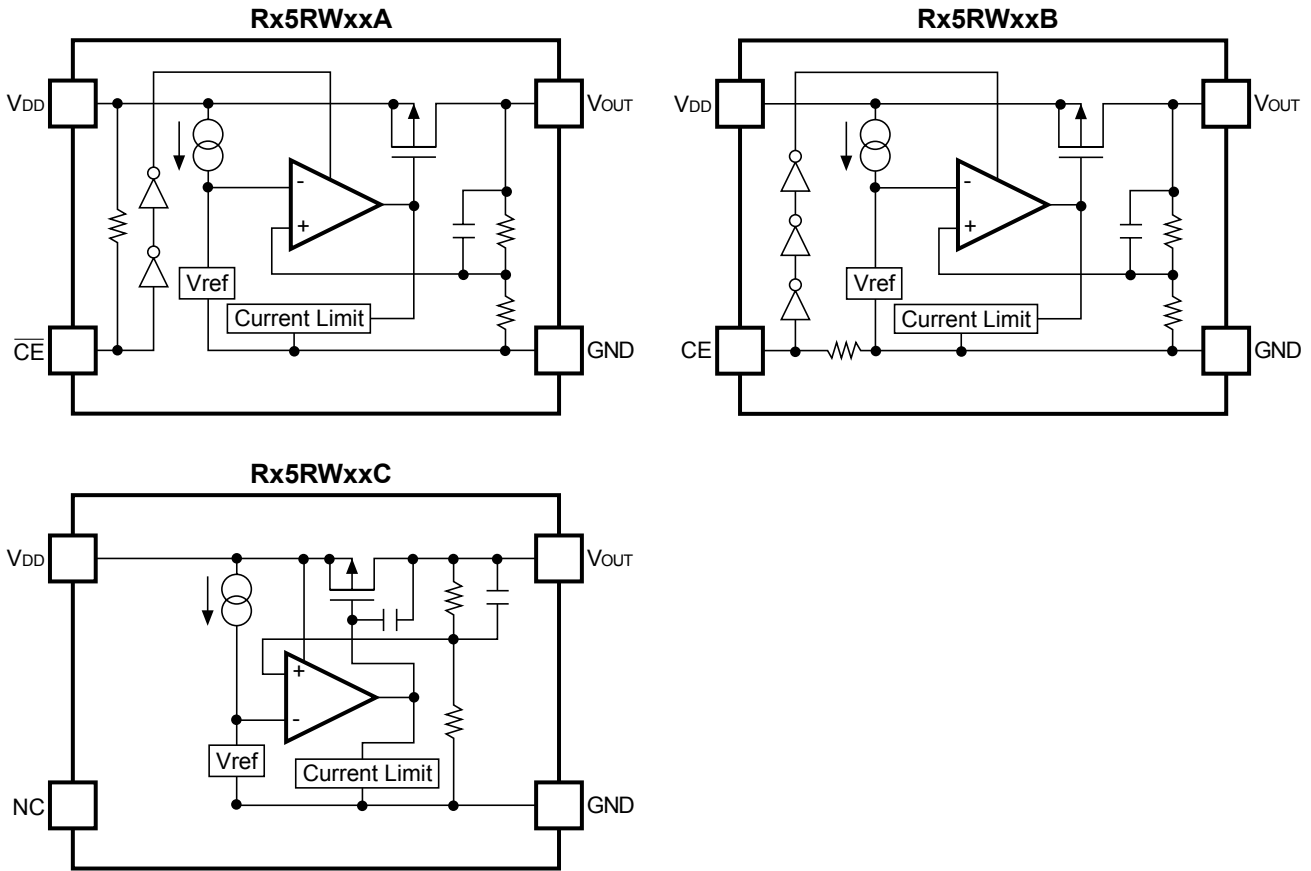 Rx5RWxxA
VDD
VOUT
-
+
Vref
Current Limit
C̅E̅
GND
Rx5RWxxB
VDD
VOUT
-
+
Vref
Current Limit
CE
GND
Rx5RWxxC
VDD
VOUT
+
-
Vref
Current Limit
NC
GND